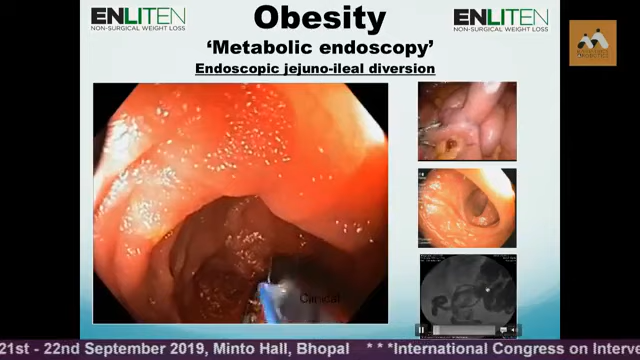 ENLITEN
NON-SURGICAL WEIGHT LOSS
Obesity
ENLITEN
NON-SURGICAL WEIGHT LOSS
'Metabolic endoscopy'
Endoscopic jejuno-ileal diversion
Clinical
21st - 22nd September 2019, Minto Hall, Bhopal * * *International Congress on Interve